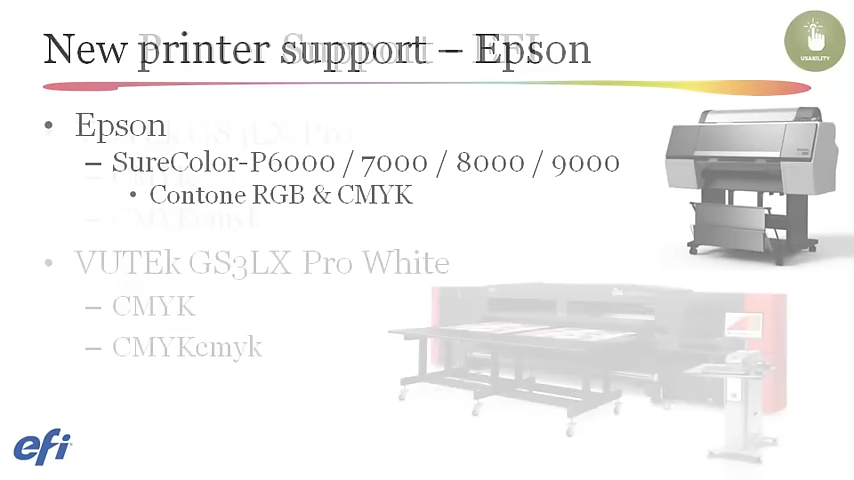 New printer support – Epson
USABILITY
• Epson
– SureColor-P6000 / 7000 / 8000 / 9000
• Contone RGB & CMYK
• VUTEk GS3LX Pro White
– CMYK
– CMYKcmyk
efi